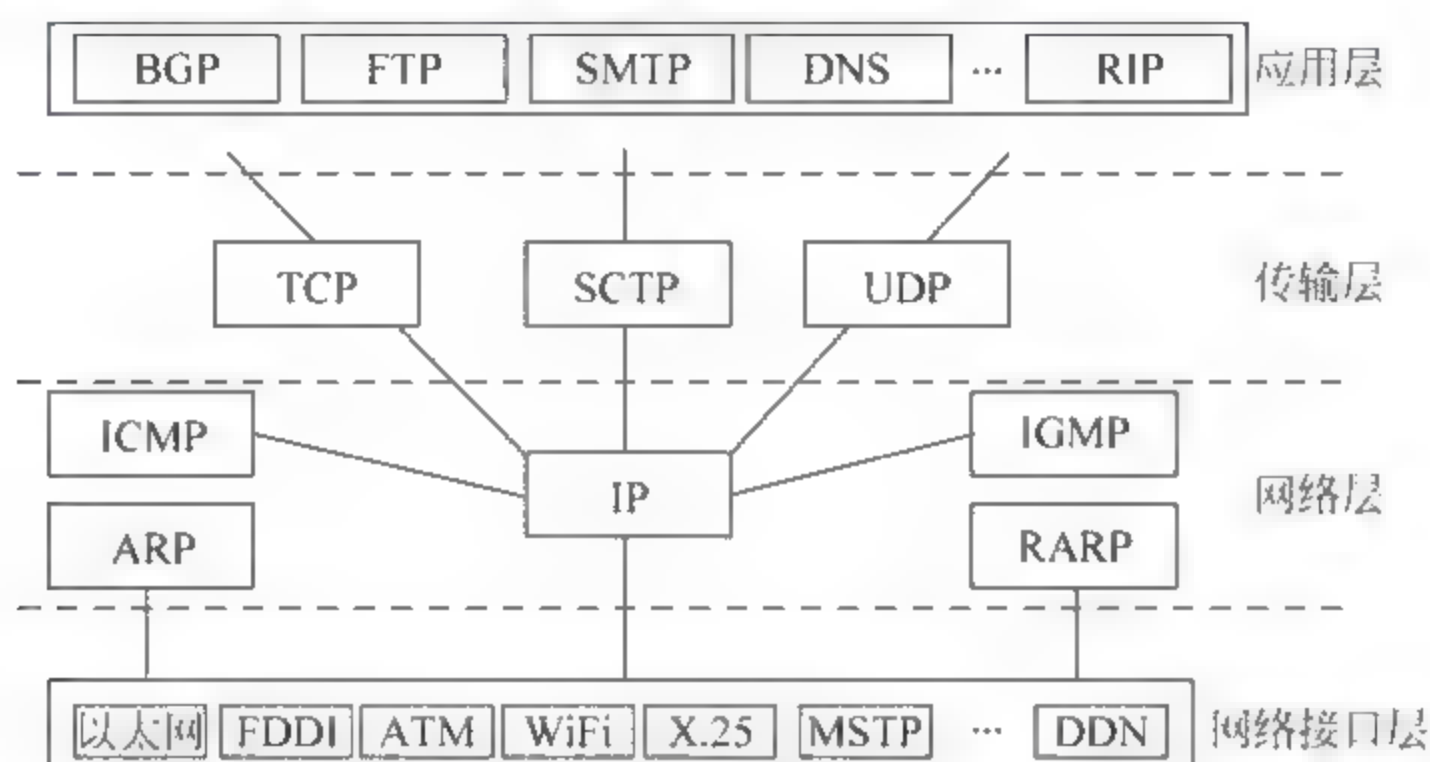 BGP FTP SMTP DNS … RIP 应用层
TCP SCTP UDP 传输层
ICMP IGMP
IP 网络层
ARP RARP
以太网 FDDI ATM WiFi X.25 MSTP … DDN 网络接口层